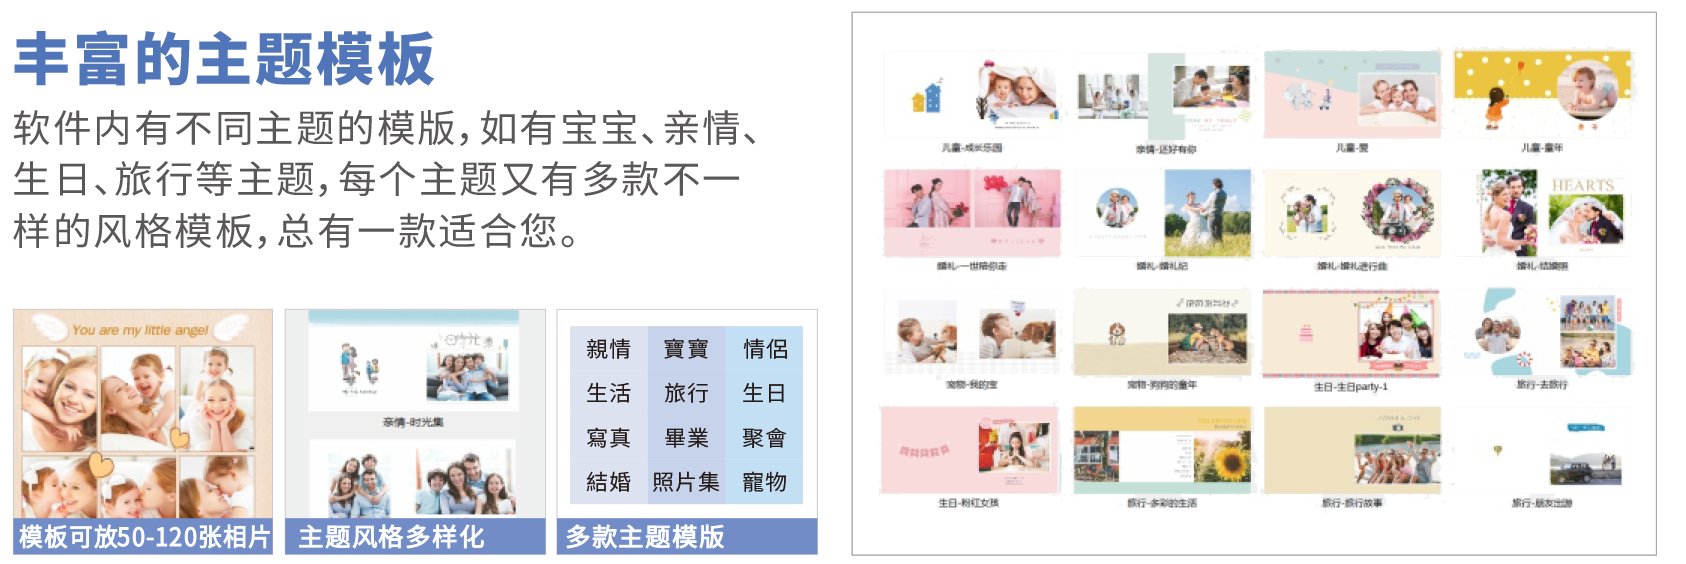 丰富的主题模板
软件内有不同主题的模版，如有宝宝、亲情、
生日、旅行等主题，每个主题又有多款不一
样的风格模板，总有一款适合您。
You are my little angel
模板可放50-120张相片
亲情-时光集
主题风格多样化
親情 寶寶 情侶
生活 旅行 生日
寫真 畢業 聚會
結婚 照片集 寵物
多款主题模版
儿童-成长乐园 亲情-还好有你 儿童-爱 儿童-童年
HEARTS
婚礼-一世陪你走 婚礼-婚礼纪 婚礼-婚礼进行曲 婚礼-结婚照
宠物-我的宝 宠物-狗狗的童年 生日-生日party-1 旅行-去旅行
生日-粉红女孩 旅行-多彩的生活 旅行-旅行故事 旅行-朋友出游